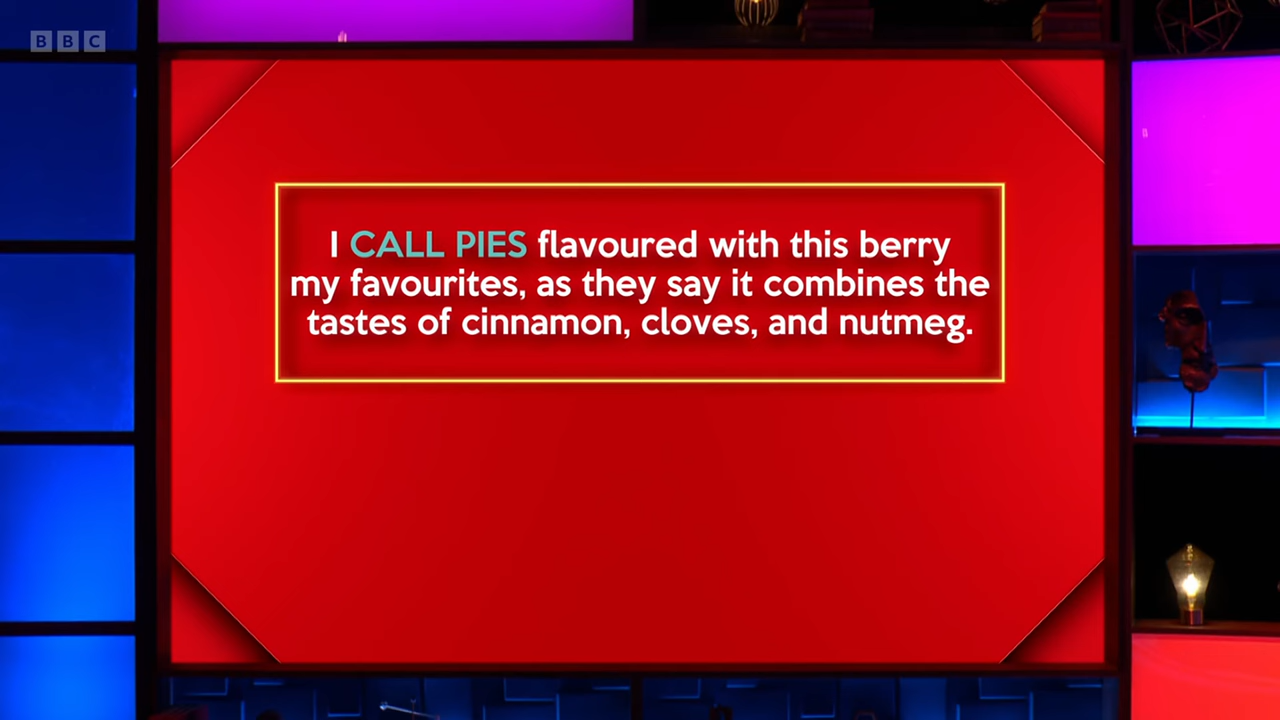 BBC
I CALL PIES flavoured with this berry
my favourites, as they say it combines the
tastes of cinnamon, cloves, and nutmeg.